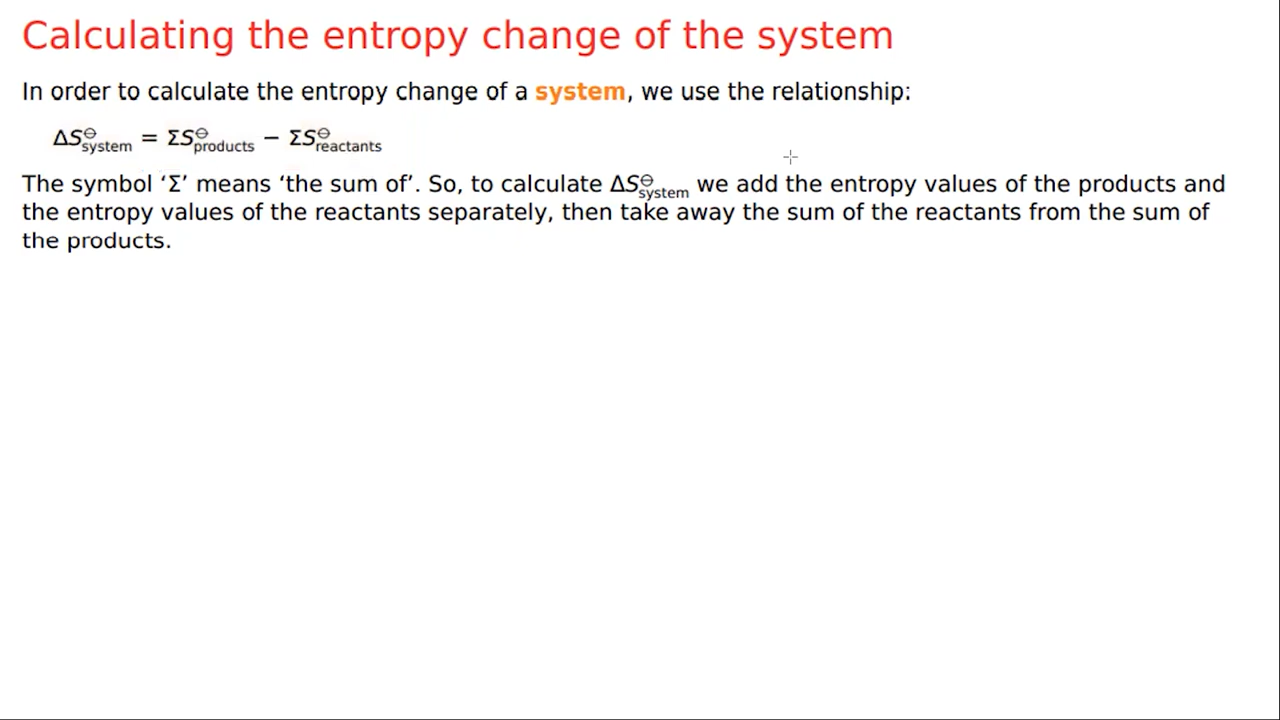 Calculating the entropy change of the system
In order to calculate the entropy change of a system, we use the relationship:
ΔS⦵system = ΣS⦵products − ΣS⦵reactants
The symbol ‘Σ’ means ‘the sum of’. So, to calculate ΔS⦵system we add the entropy values of the products and
the entropy values of the reactants separately, then take away the sum of the reactants from the sum of
the products.